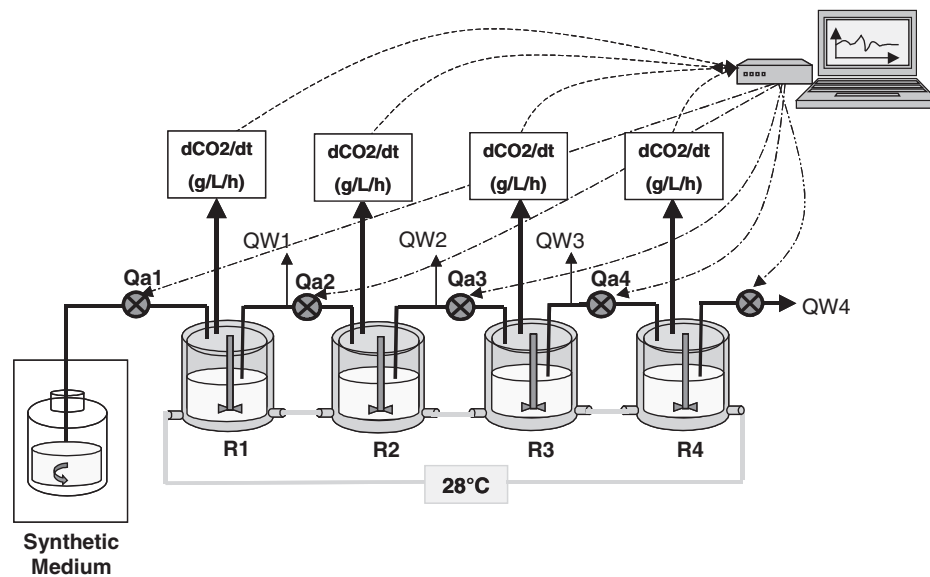 dCO2/dt
(g/L/h)
dCO2/dt
(g/L/h)
dCO2/dt
(g/L/h)
dCO2/dt
(g/L/h)
QW1
QW2
QW3
Qa1
Qa2
Qa3
Qa4
QW4
R1
R2
R3
R4
28°C
Synthetic
Medium